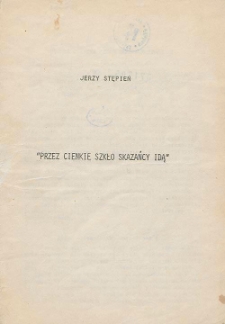 JERZY STĘPIEŃ
"PRZEZ CIENKIE SZKŁO SKAZAŃCY IDĄ"